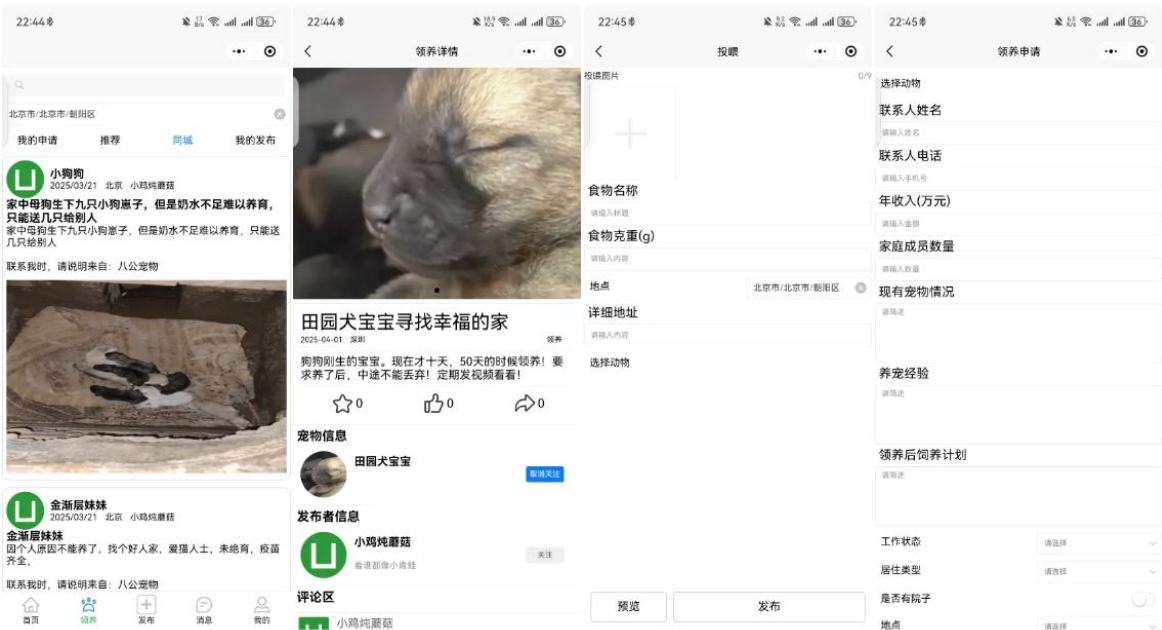 22:44
36
北京市/北京市/朝阳区
我的申请
推荐
同城
我的发布
小狗狗
2025/03/21 北京 小鸡炖蘑菇
家中母狗生下九只小狗崽子，但是奶水不足难以养育，
只能送几只给别人
家中母狗生下九只小狗崽子，但是奶水不足难以养育，只能送
几只给别人
联系我时，请说明来自：八公宠物
金渐层妹妹
2025/03/21 北京 小鸡炖蘑菇
金渐层妹妹
因个人原因不能养了，找个好人家，爱猫人士，未绝育，疫苗
齐全，
联系我时，请说明来自：八公宠物
首页
领养
发布
消息
我的
22:44
36
领养详情
田园犬宝宝寻找幸福的家
2025-04-01 深圳
领养
狗狗刚生的宝宝。现在才十天，50天的时候领养！要
求养了后，中途不能丢弃！定期发视频看看！
0
0
0
宠物信息
田园犬宝宝
取消关注
发布者信息
小鸡炖蘑菇
看谁都像小青蛙
关注
评论区
小鸡炖蘑菇
22:45
36
投喂
投喂图片
0/9
食物名称
请输入标题
食物克重(g)
请输入内容
地点
北京市/北京市/朝阳区
详细地址
请输入内容
选择动物
预览
发布
22:45
36
领养申请
选择动物
联系人姓名
请输入姓名
联系人电话
请输入手机号
年收入(万元)
请输入金额
家庭成员数量
请输入数量
现有宠物情况
请简述
养宠经验
请简述
领养后饲养计划
请简述
工作状态
请选择
居住类型
请选择
是否有院子
地点
请选择